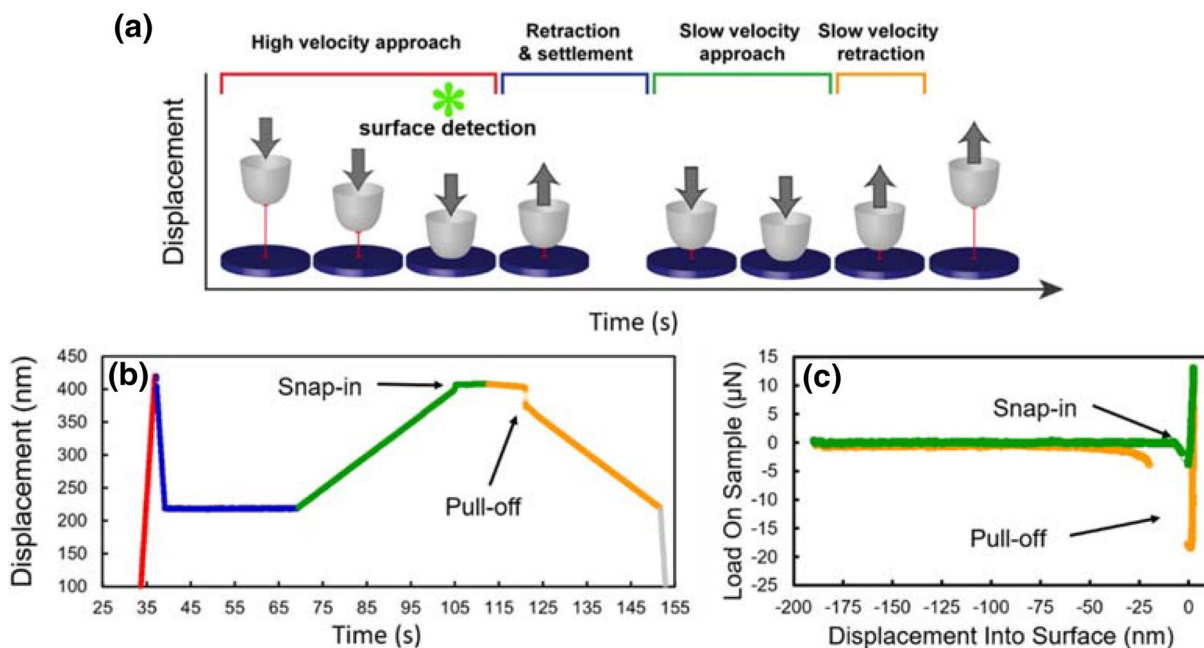 (a)
High velocity approach
Retraction
& settlement
Slow velocity
approach
Slow velocity
retraction
surface detection
Displacement
Time (s)
(b)
Displacement (nm)
450
400
350
300
250
200
150
100
Snap-in
Pull-off
25 35 45 55 65 75 85 95 105 115 125 135 145 155
Time (s)
(c)
Load On Sample (µN)
15
10
5
0
-5
-10
-15
-20
-25
Snap-in
Pull-off
-200 -175 -150 -125 -100 -75 -50 -25 0
Displacement Into Surface (nm)